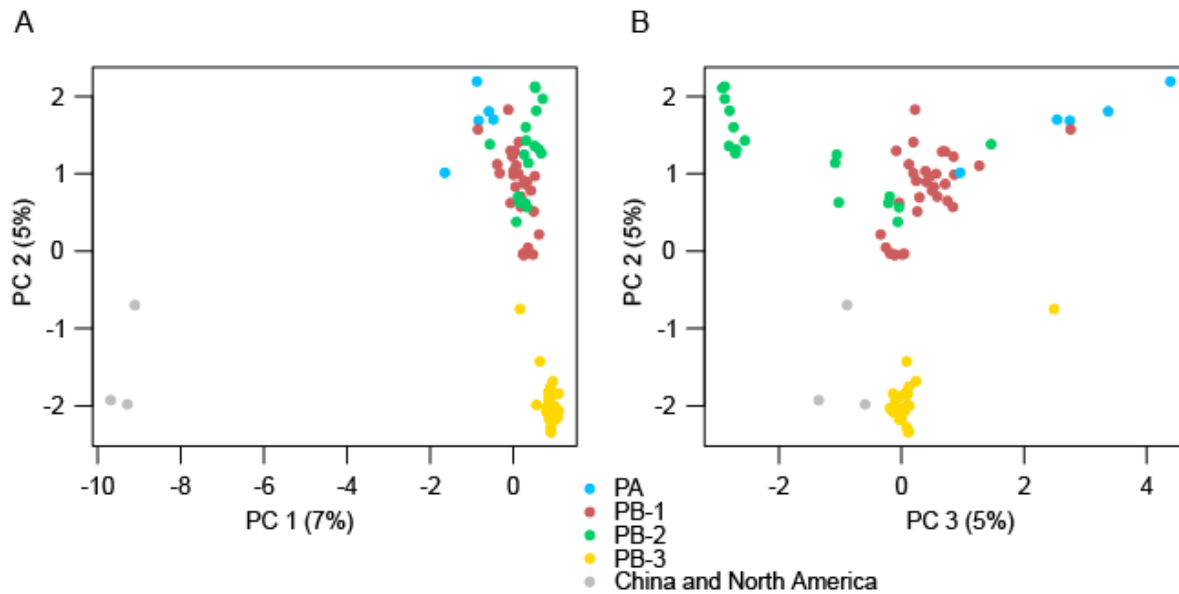 A
B
2
1
0
-1
-2
PC 2 (5%)
-10
-8
-6
-4
-2
0
PC 1 (7%)
2
1
0
-1
-2
PC 2 (5%)
-2
0
2
4
PC 3 (5%)
PA
PB-1
PB-2
PB-3
China and North America